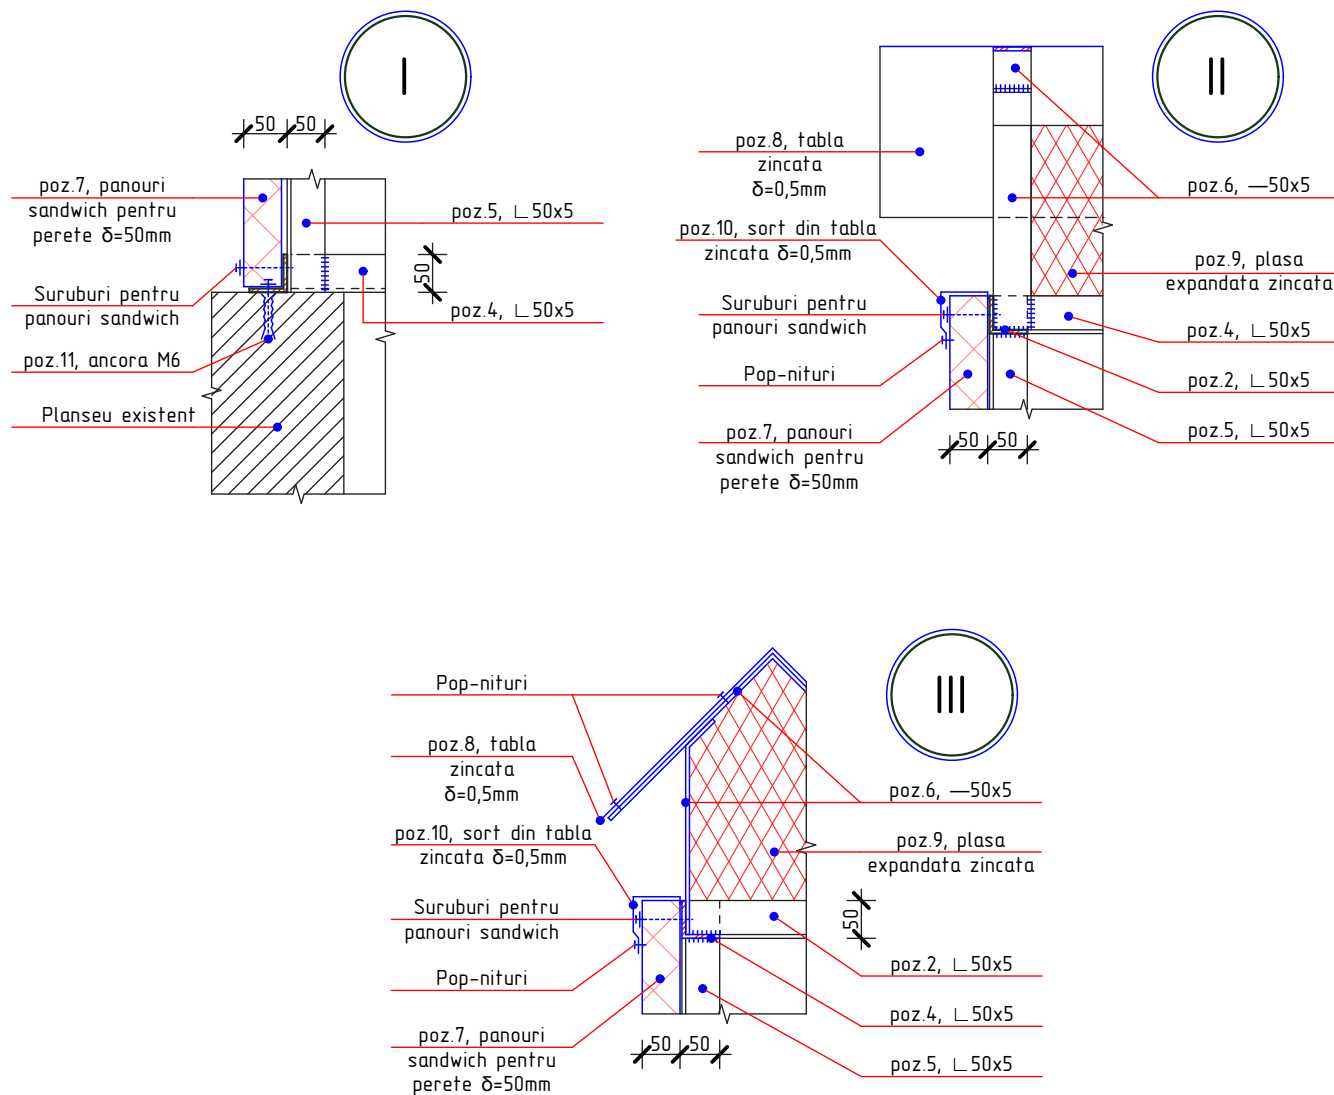 I
50
50
poz.7, panouri
sandwich pentru
perete δ=50mm
poz.5, ∟50x5
50
Suruburi pentru
panouri sandwich
poz.4, ∟50x5
poz.11, ancora M6
Planseu existent
II
poz.8, tabla
zincata
δ=0,5mm
poz.6, —50x5
poz.10, sort din tabla
zincata δ=0,5mm
poz.9, plasa
expandata zincata
Suruburi pentru
panouri sandwich
poz.4, ∟50x5
Pop-nituri
poz.2, ∟50x5
poz.7, panouri
sandwich pentru
perete δ=50mm
poz.5, ∟50x5
50
50
III
Pop-nituri
poz.8, tabla
zincata
δ=0,5mm
poz.6, —50x5
poz.10, sort din tabla
zincata δ=0,5mm
poz.9, plasa
expandata zincata
Suruburi pentru
panouri sandwich
50
Pop-nituri
poz.2, ∟50x5
poz.4, ∟50x5
poz.7, panouri
sandwich pentru
perete δ=50mm
50
50
poz.5, ∟50x5